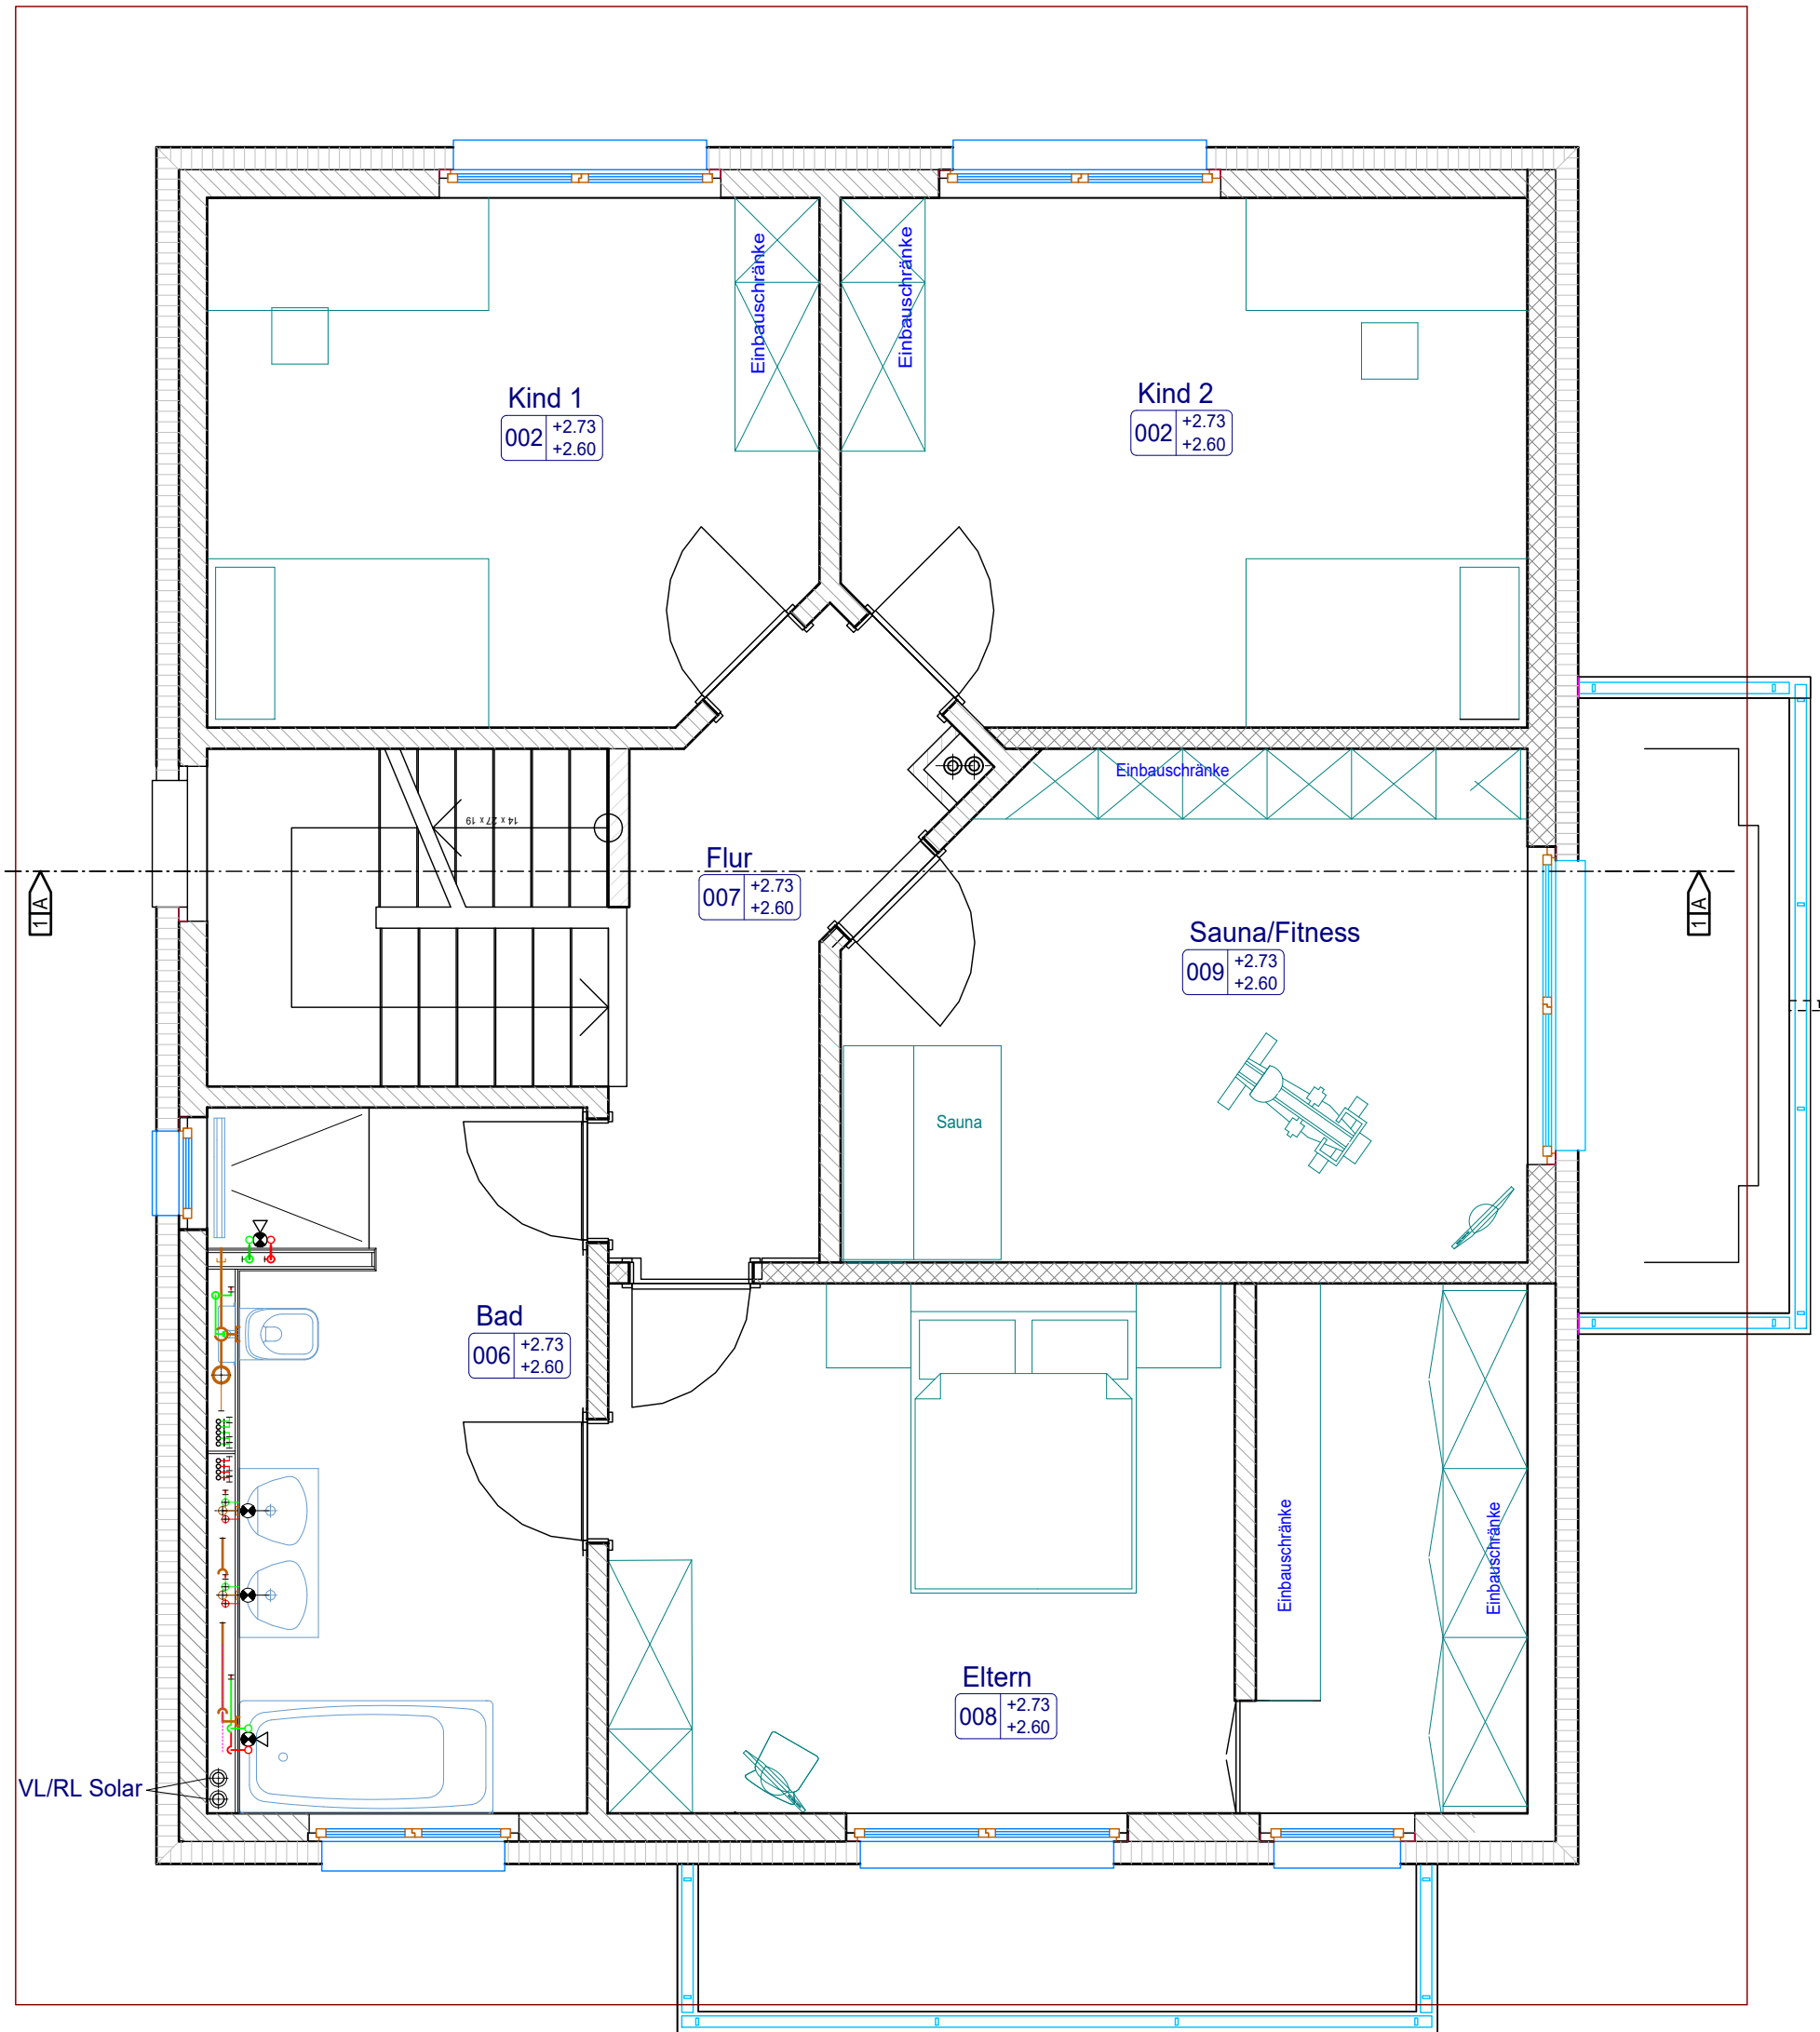 Einbauschränke
Einbauschränke
Kind 1
002 +2.73
+2.60
Kind 2
002 +2.73
+2.60
Einbauschränke
14 x 27 x 19
Flur
007 +2.73
+2.60
1 A
1 A
Sauna/Fitness
009 +2.73
+2.60
Sauna
Bad
006 +2.73
+2.60
Einbauschränke
Einbauschränke
Eltern
008 +2.73
+2.60
VL/RL Solar